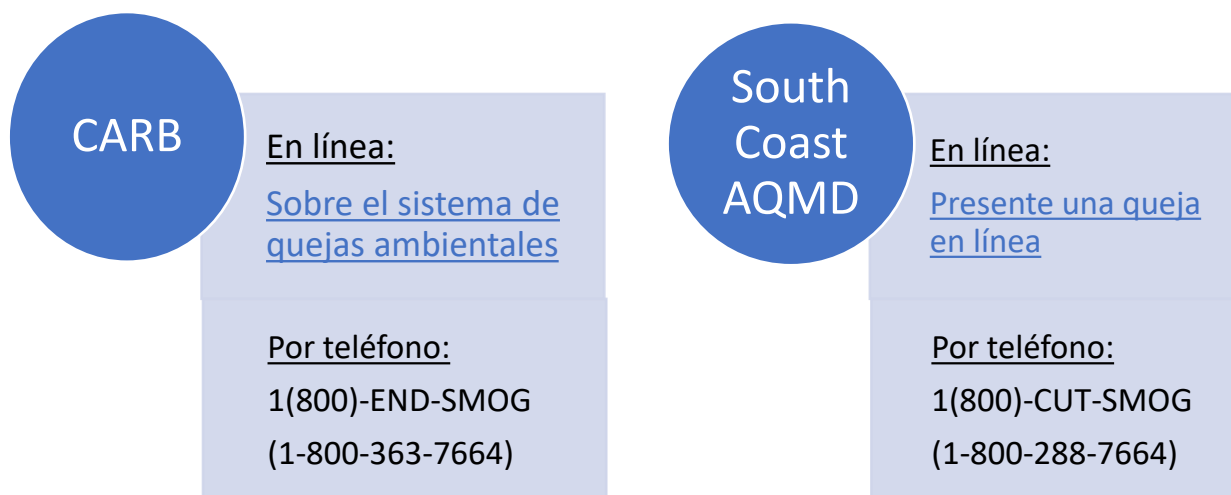 CARB
En línea:
Sobre el sistema de
quejas ambientales
Por teléfono:
1(800)-END-SMOG
(1-800-363-7664)
South
Coast
AQMD
En línea:
Presente una queja
en línea
Por teléfono:
1(800)-CUT-SMOG
(1-800-288-7664)